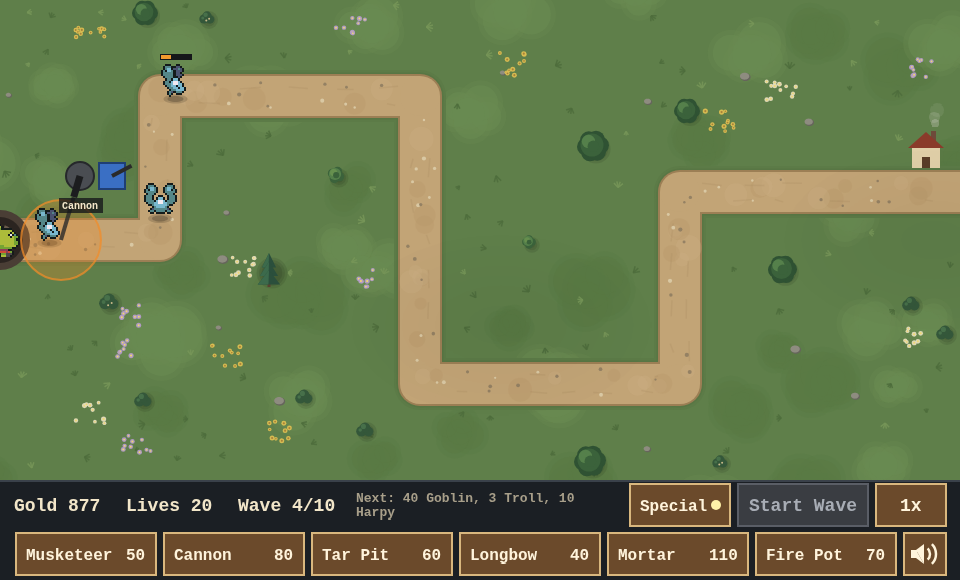 Cannon
Gold 877 Lives 20 Wave 4/10
Next: 40 Goblin, 3 Troll, 10
Harpy
Special
Start Wave
1x
Musketeer 50
Cannon 80
Tar Pit 60
Longbow 40
Mortar 110
Fire Pot 70